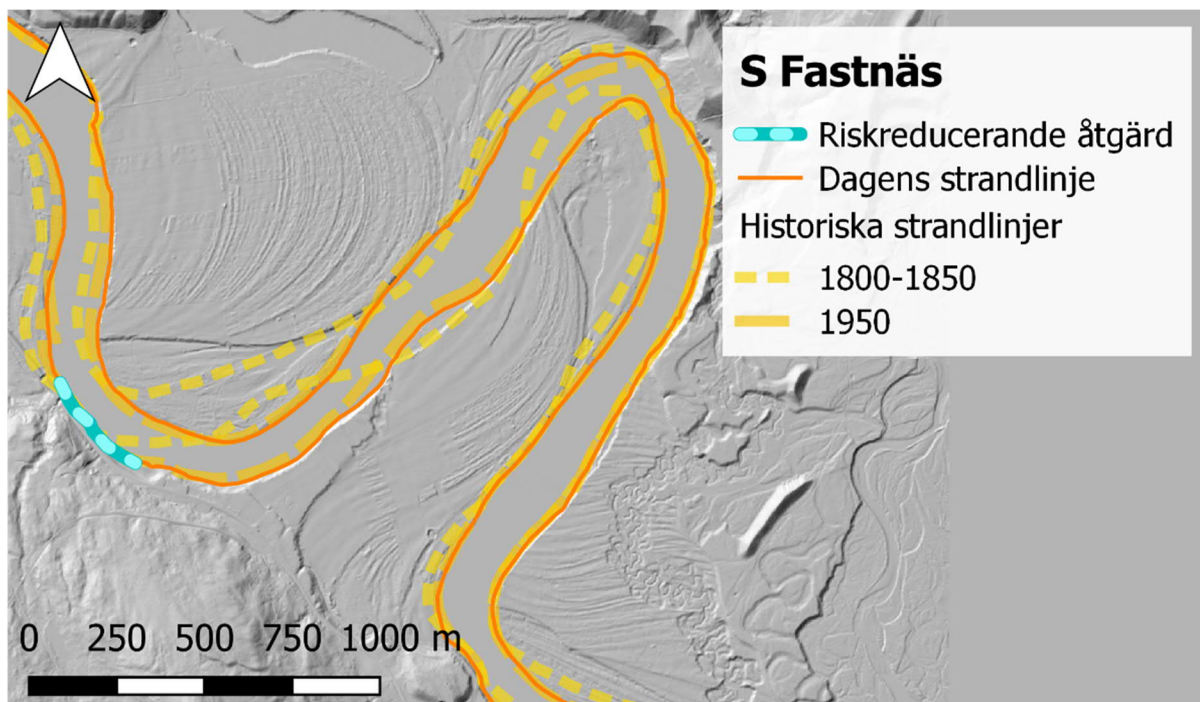 S Fastnäs
Riskreducerande åtgärd
Dagens strandlinje
Historiska strandlinjer
1800-1850
1950
0 250 500 750 1000 m